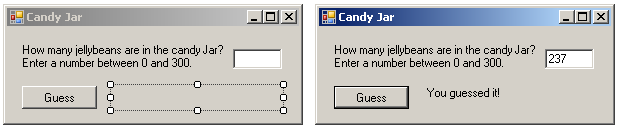 Candy Jar
How many jellybeans are in the candy Jar?
Enter a number between 0 and 300.
Guess
Candy Jar
How many jellybeans are in the candy Jar?
Enter a number between 0 and 300.
237
Guess
You guessed it!